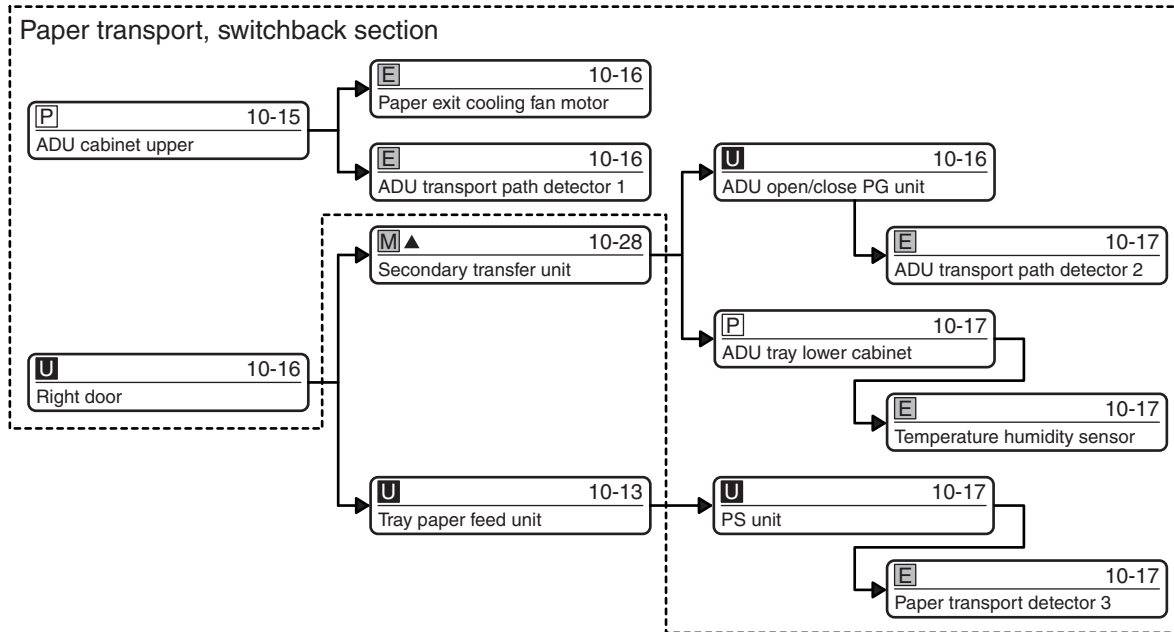 Paper transport, switchback section
P 10-15
ADU cabinet upper
E 10-16
Paper exit cooling fan motor
E 10-16
ADU transport path detector 1
U 10-16
Right door
M ▲ 10-28
Secondary transfer unit
U 10-16
ADU open/close PG unit
E 10-17
ADU transport path detector 2
P 10-17
ADU tray lower cabinet
E 10-17
Temperature humidity sensor
U 10-13
Tray paper feed unit
U 10-17
PS unit
E 10-17
Paper transport detector 3